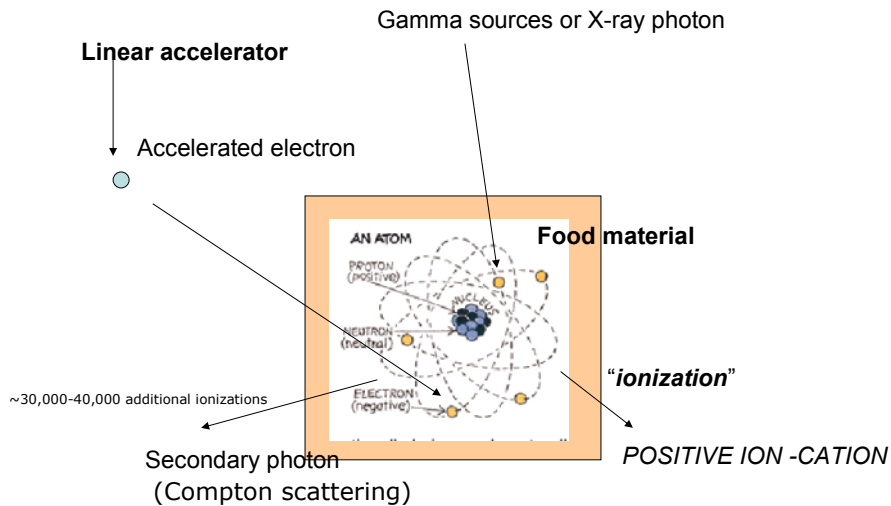 Gamma sources or X-ray photon
Linear accelerator
Accelerated electron
Food material
AN ATOM
PROTON
(positive)
NUCLEUS
NEUTRON
(neutral)
ELECTRON
(negative)
“ionization”
~30,000-40,000 additional ionizations
Secondary photon
(Compton scattering)
POSITIVE ION -CATION